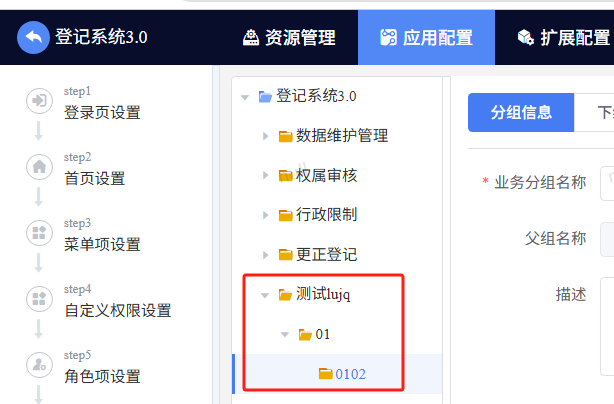 登记系统3.0
资源管理
应用配置
扩展配置
step1
登录页设置
step2
首页设置
step3
菜单项设置
step4
自定义权限设置
step5
角色项设置
登记系统3.0
数据维护管理
权属审核
行政限制
更正登记
测试lujq
01
0102
分组信息
* 业务分组名称
父组名称
描述